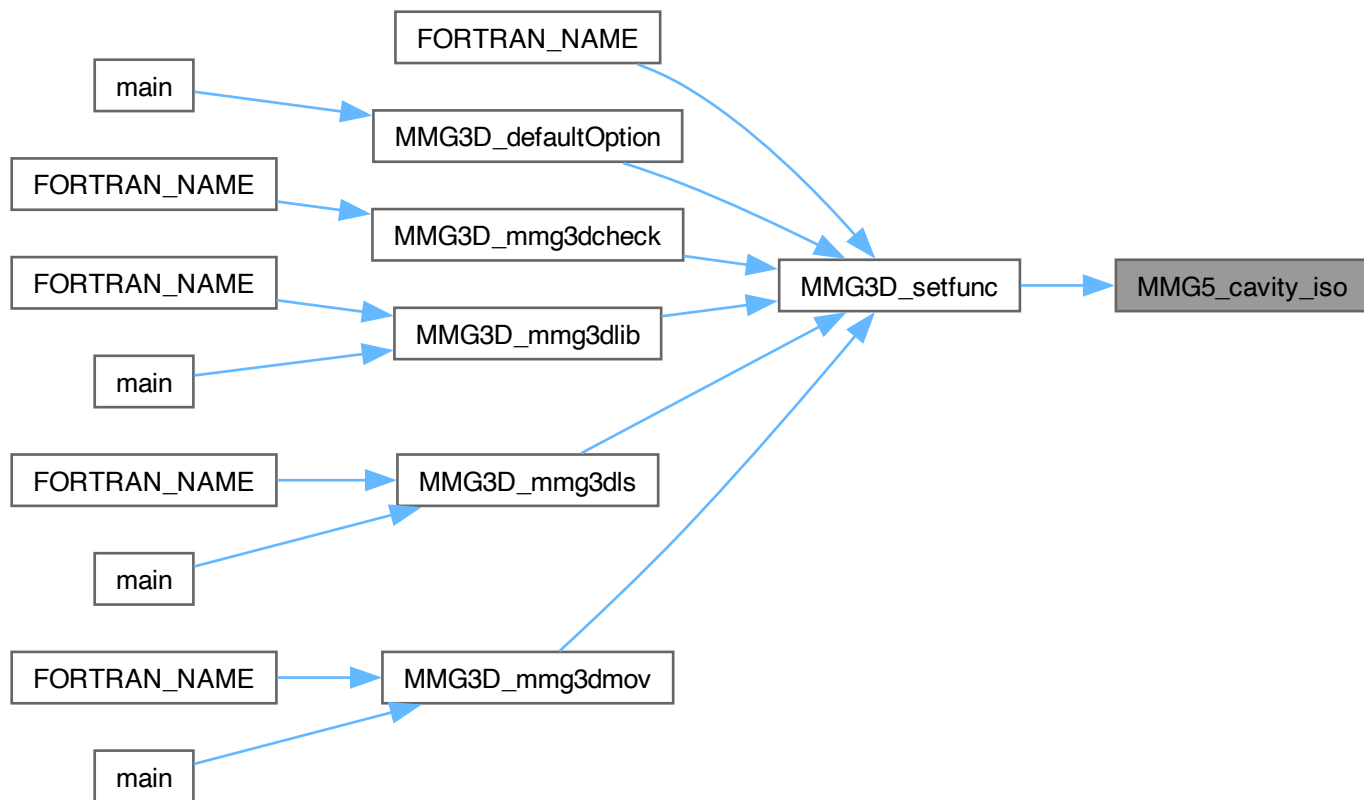 FORTRAN_NAME
main
MMG3D_defaultOption
FORTRAN_NAME
MMG3D_mmg3dcheck
FORTRAN_NAME
MMG3D_setfunc
MMG5_cavity_iso
MMG3D_mmg3dlib
main
FORTRAN_NAME
MMG3D_mmg3dls
main
FORTRAN_NAME
MMG3D_mmg3dmov
main